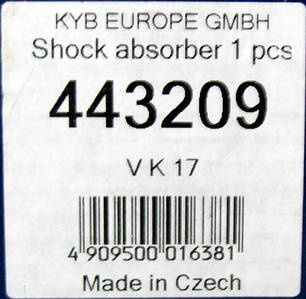 KYB EUROPE GMBH
Shock absorber 1 pcs
443209
V K 17
4 909500 016381
Made in Czech